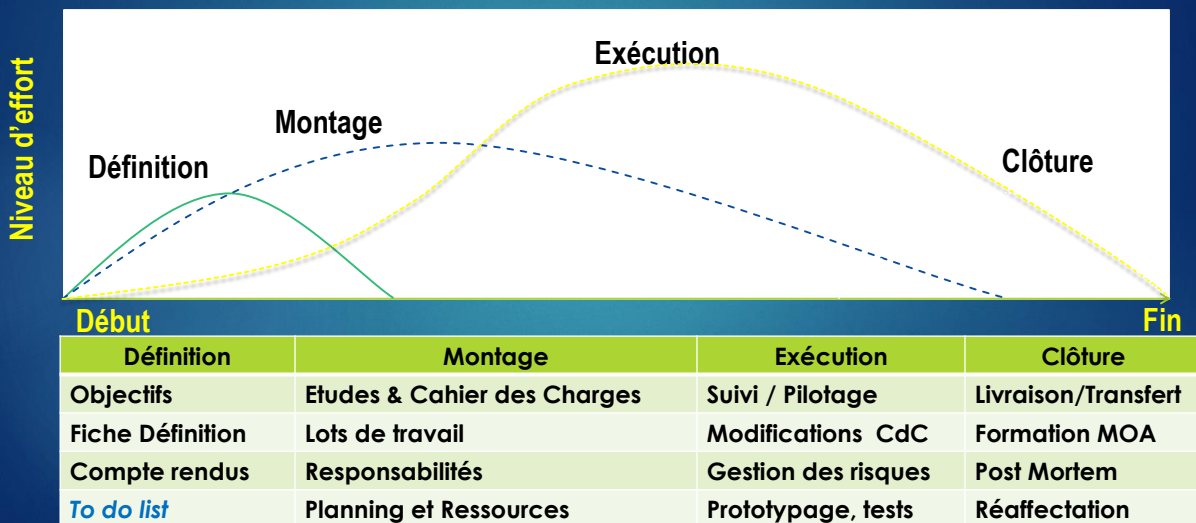 Niveau d'effort
Exécution
Montage
Définition
Clôture
Début
Fin
Définition Montage Exécution Clôture
Objectifs Etudes & Cahier des Charges Suivi / Pilotage Livraison/Transfert
Fiche Définition Lots de travail Modifications CdC Formation MOA
Compte rendus Responsabilités Gestion des risques Post Mortem
To do list Planning et Ressources Prototypage, tests Réaffectation